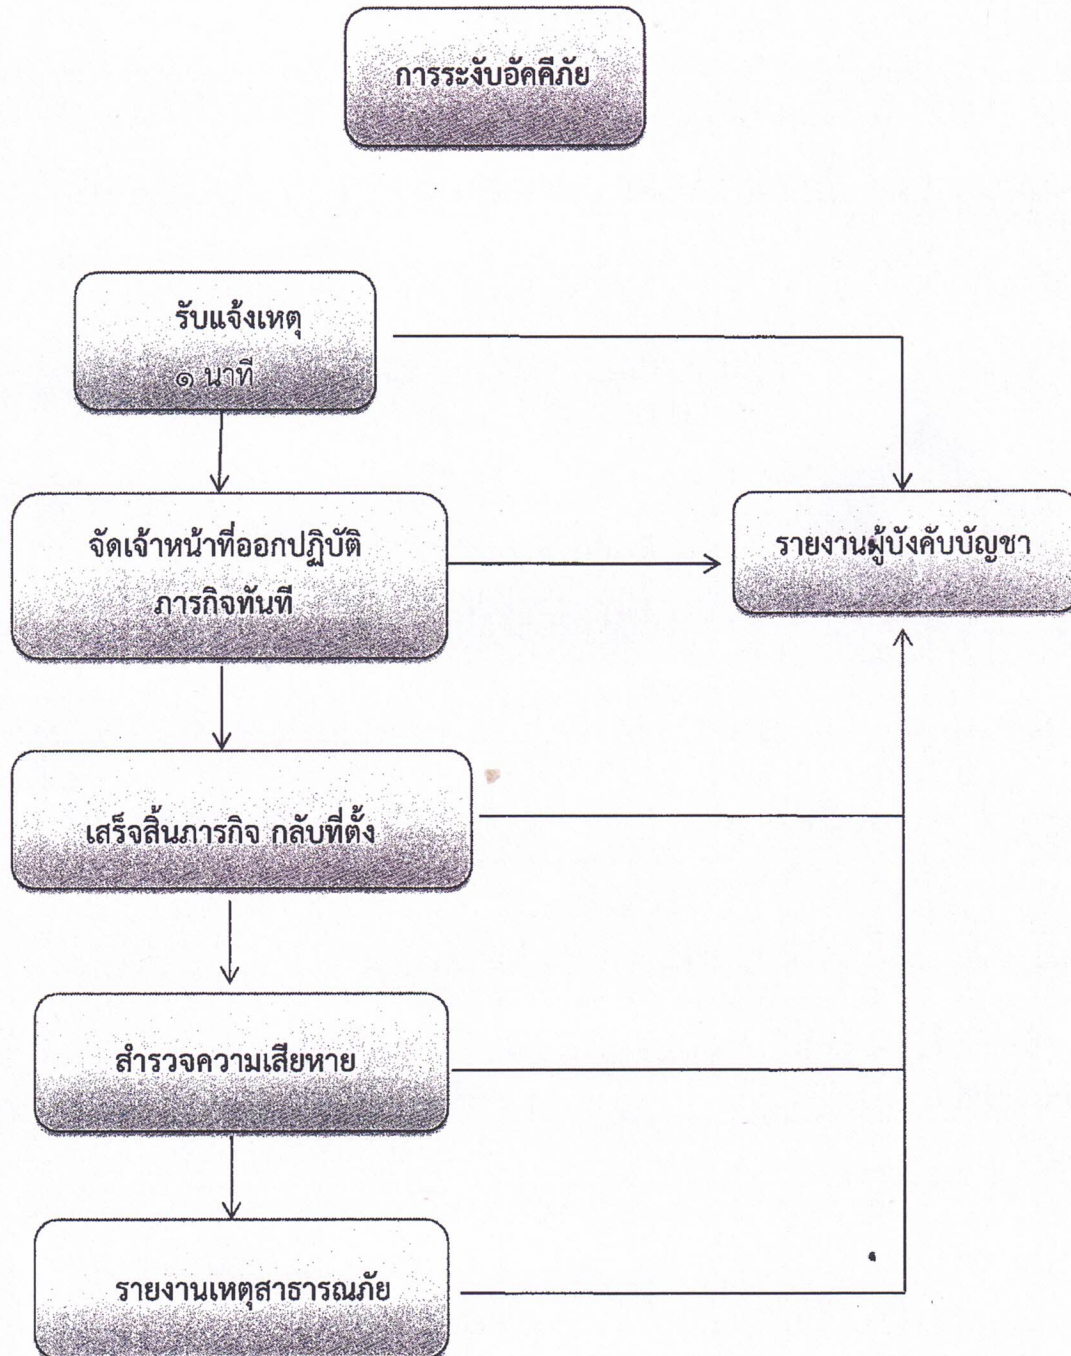 การระงับอัคคีภัย
รับแจ้งเหตุ
๑ นาที
จัดเจ้าหน้าที่ออกปฏิบัติ
ภารกิจทันที
รายงานผู้บังคับบัญชา
เสร็จสิ้นภารกิจ กลับที่ตั้ง
สำรวจความเสียหาย
รายงานเหตุสาธารณภัย